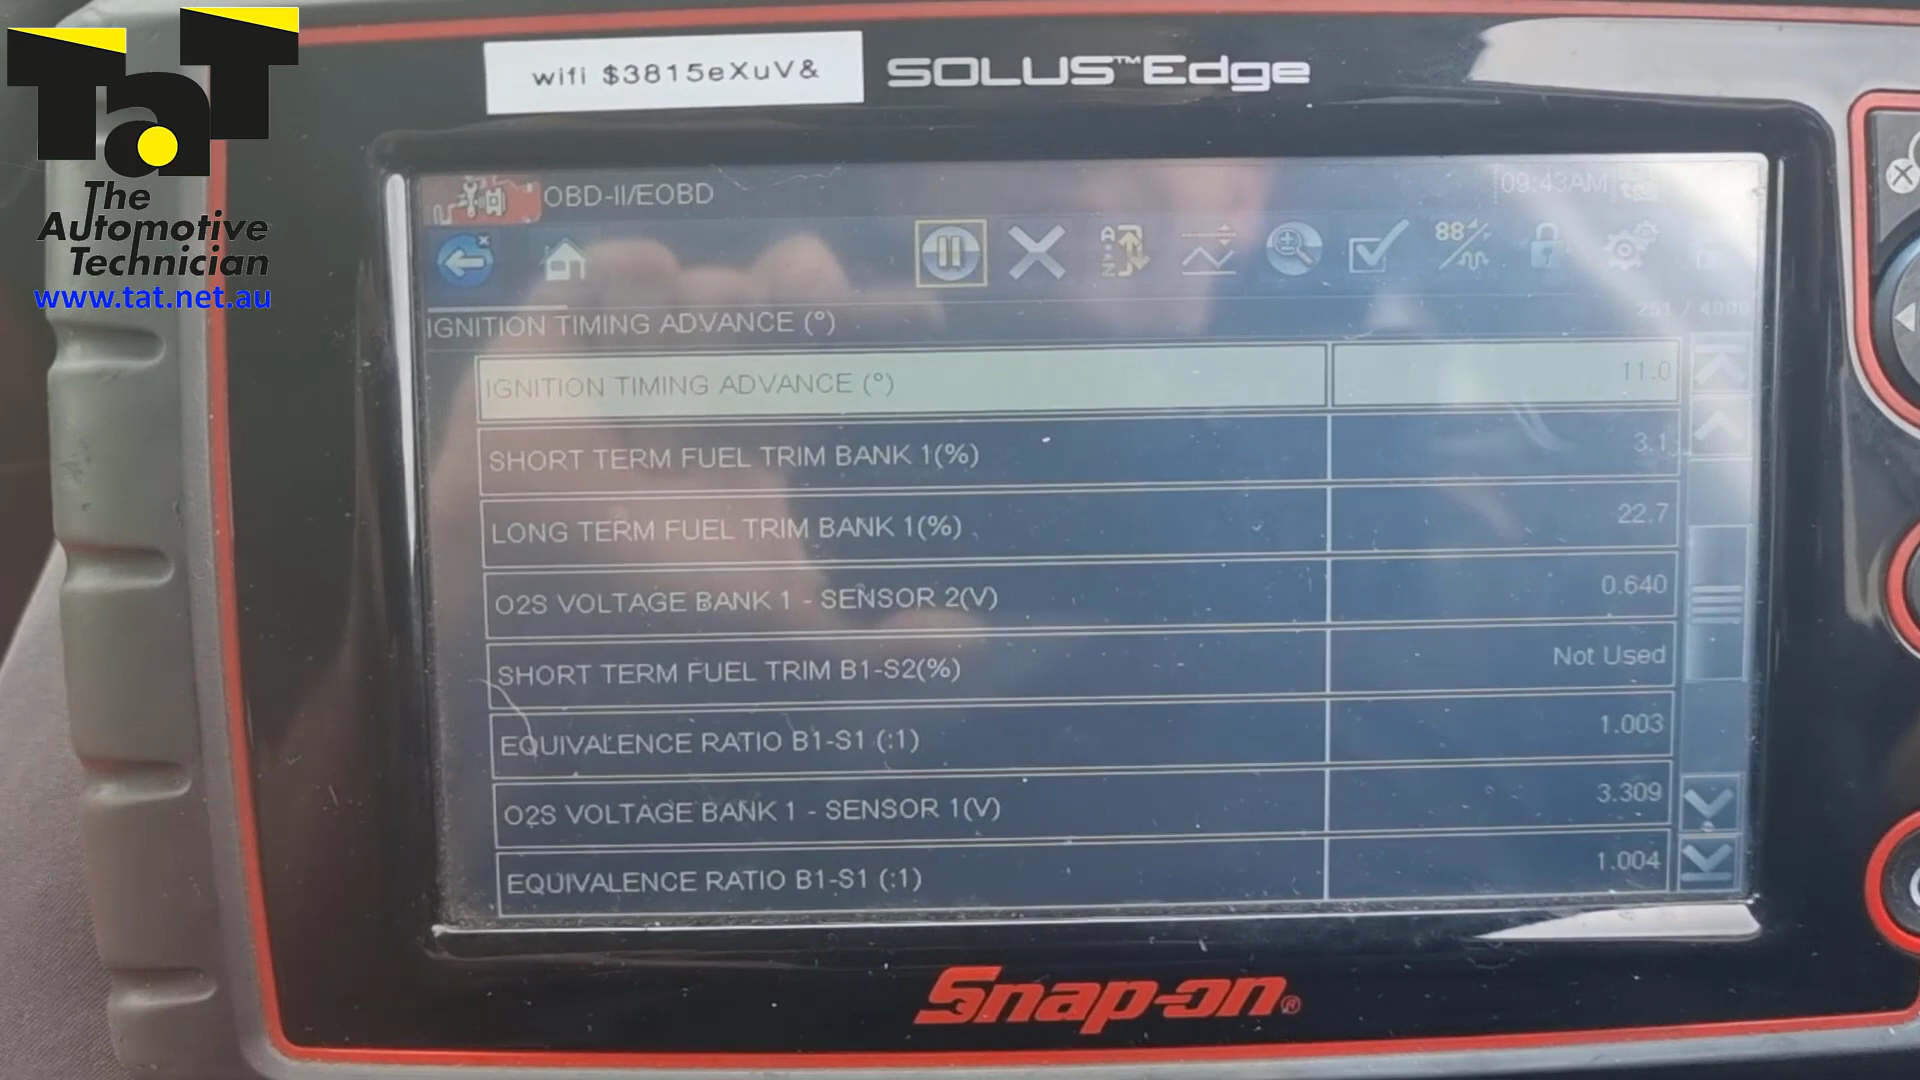 TaT
The
Automotive
Technician
www.tat.net.au
wifi $3815eXuV&
SOLUS™Edge
OBD-II/EOBD
09:43AM
251 / 4000
IGNITION TIMING ADVANCE (°)
IGNITION TIMING ADVANCE (°) 11.0
SHORT TERM FUEL TRIM BANK 1(%) 3.1
LONG TERM FUEL TRIM BANK 1(%) 22.7
O2S VOLTAGE BANK 1 - SENSOR 2(V) 0.640
SHORT TERM FUEL TRIM B1-S2(%) Not Used
EQUIVALENCE RATIO B1-S1 (:1) 1.003
O2S VOLTAGE BANK 1 - SENSOR 1(V) 3.309
EQUIVALENCE RATIO B1-S1 (:1) 1.004
Snap-on®